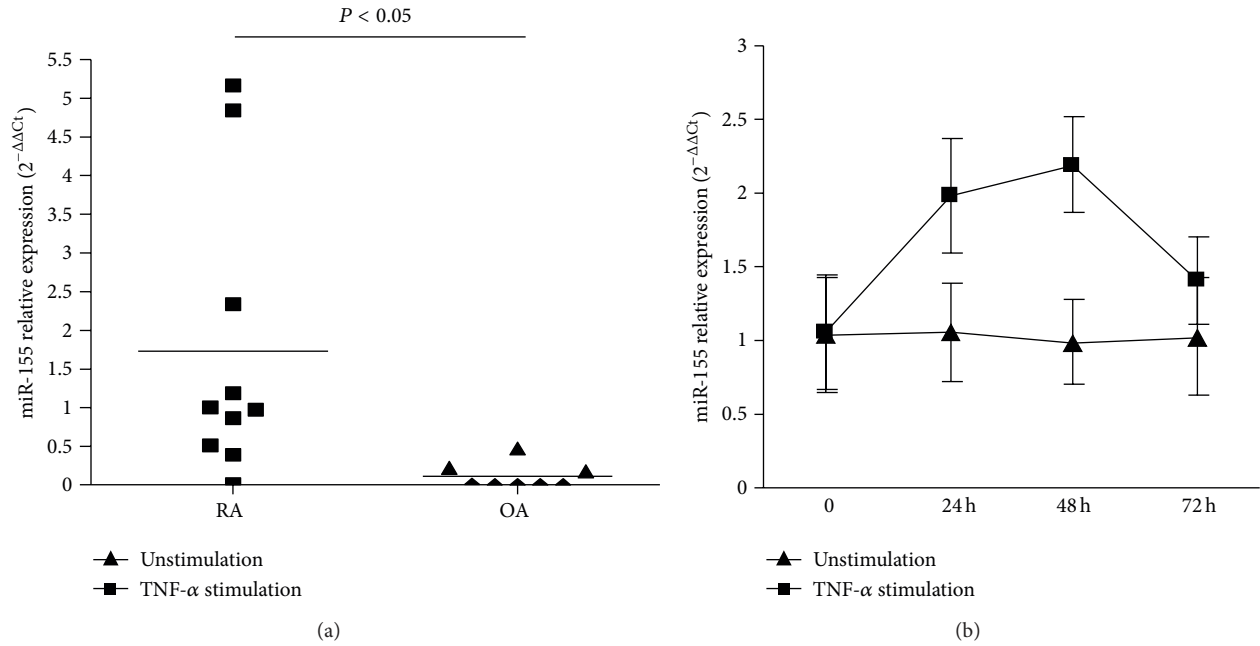 P < 0.05
miR-155 relative expression (2^−ΔΔCt)
5.5
5
4.5
4
3.5
3
2.5
2
1.5
1
0.5
0
RA
OA
Unstimulation
TNF-α stimulation
(a)
miR-155 relative expression (2^−ΔΔCt)
3
2.5
2
1.5
1
0.5
0
0
24 h
48 h
72 h
Unstimulation
TNF-α stimulation
(b)